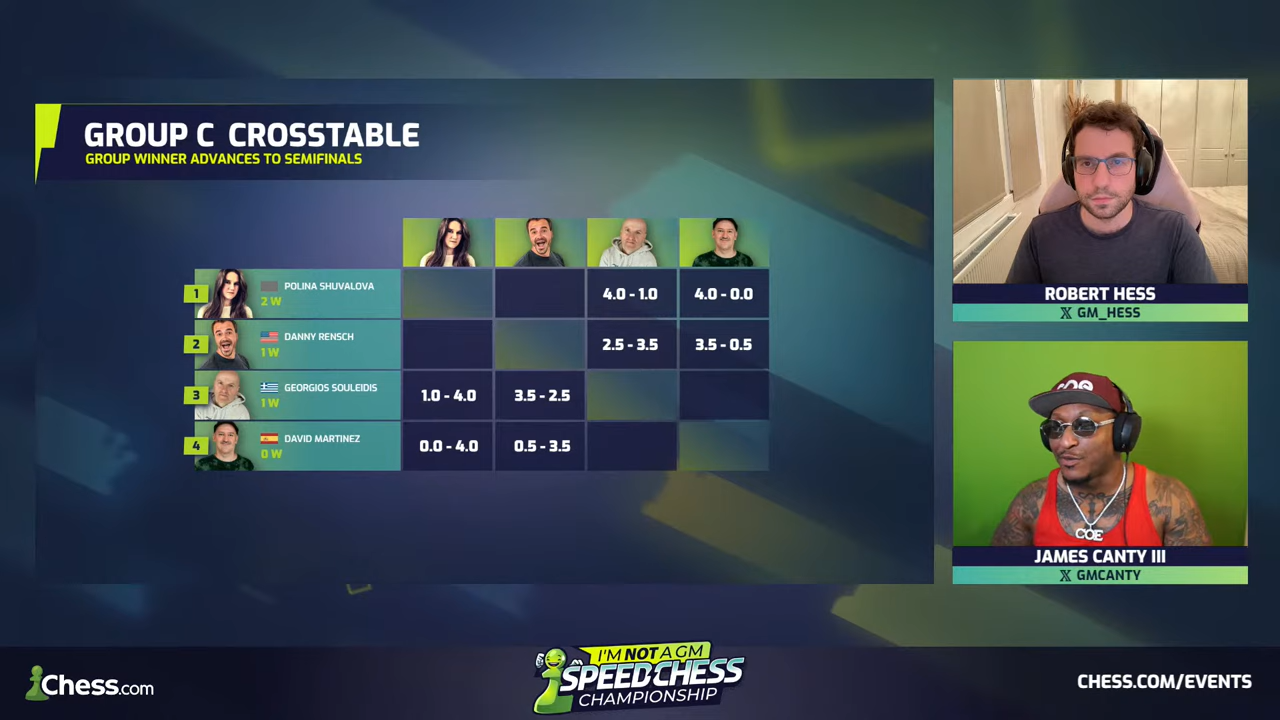 GROUP C CROSSTABLE
GROUP WINNER ADVANCES TO SEMIFINALS
1 POLINA SHUVALOVA 4.0 - 1.0 4.0 - 0.0
2 W
2 DANNY RENSCH 2.5 - 3.5 3.5 - 0.5
1 W
3 GEORGIOS SOULEIDIS 1.0 - 4.0 3.5 - 2.5
1 W
4 DAVID MARTINEZ 0.0 - 4.0 0.5 - 3.5
0 W
ROBERT HESS
X GM_HESS
COE
JAMES CANTY III
X GMCANTY
Chess.com
I'M NOT A GM
SPEED CHESS
CHAMPIONSHIP
CHESS.COM/EVENTS